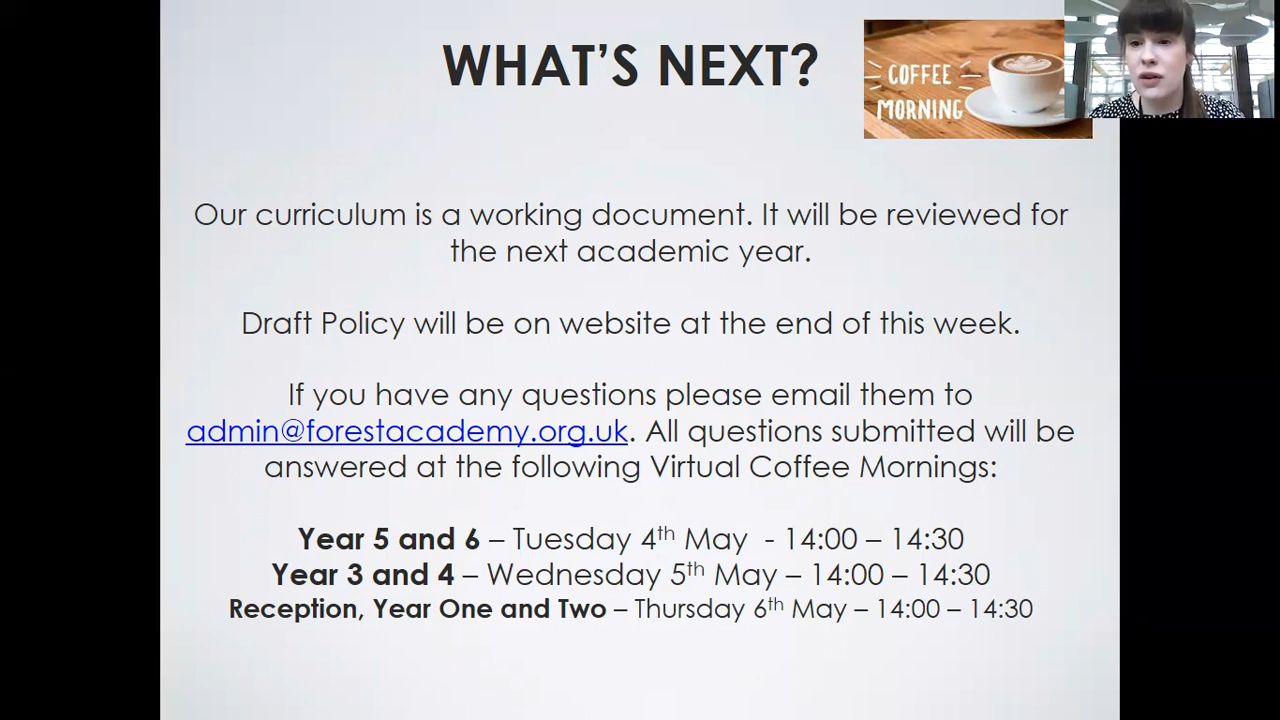 WHAT'S NEXT?
COFFEE
MORNING
Our curriculum is a working document. It will be reviewed for
the next academic year.
Draft Policy will be on website at the end of this week.
If you have any questions please email them to
admin@forestacademy.org.uk. All questions submitted will be
answered at the following Virtual Coffee Mornings:
Year 5 and 6 – Tuesday 4th May - 14:00 – 14:30
Year 3 and 4 – Wednesday 5th May – 14:00 – 14:30
Reception, Year One and Two – Thursday 6th May – 14:00 – 14:30